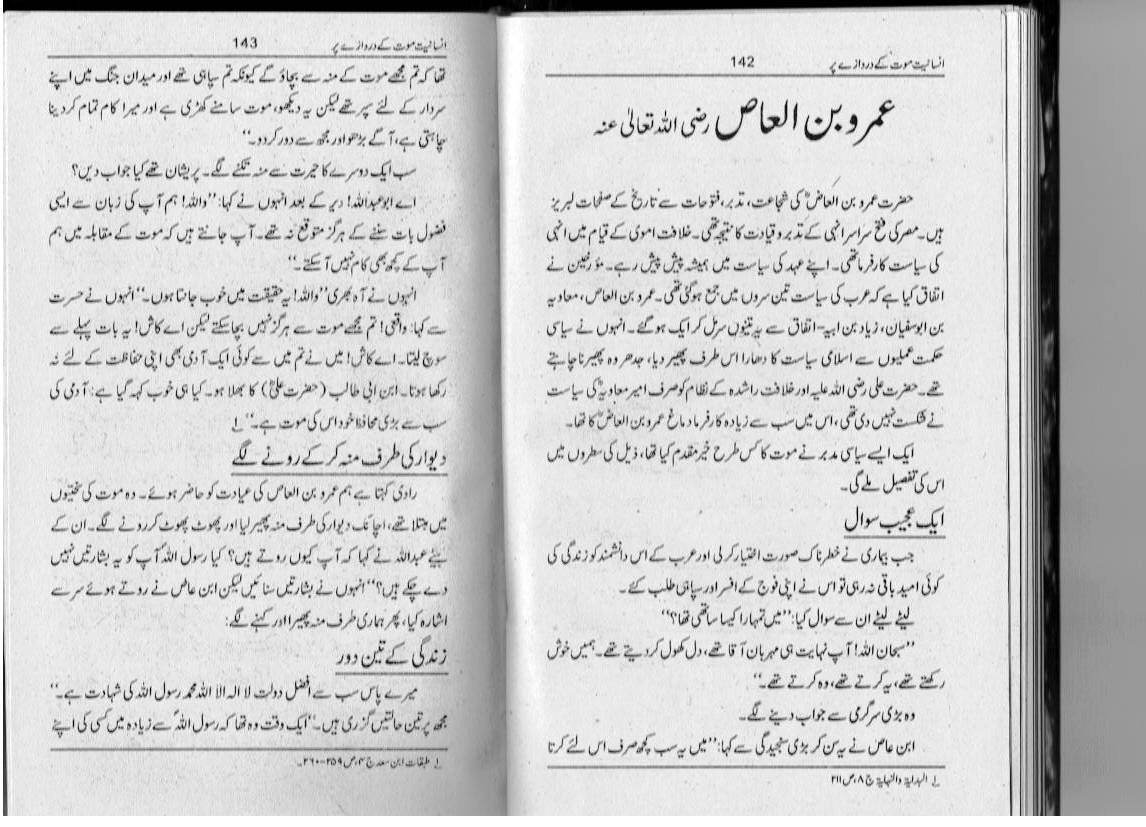 انسانیت موت کے دروازے پر 142
عمرو بن العاص رضی اللہ تعالیٰ عنہ
حضرت عمرو بن العاصؓ کی شجاعت، تدبر، فتوحات سے تاریخ کے صفحات لبریز
ہیں۔ مصر کی فتح سراسر انہی کے تدبر و قیادت کا نتیجہ تھی۔ خلافت اموی کے قیام میں انہی
کی سیاست کارفرما تھی۔ اپنے عہد کی سیاست میں ہمیشہ پیش پیش رہے۔ مؤرخین نے
اتفاق کیا ہے کہ عرب کی سیاست تین سروں میں جمع ہو گئی تھی۔ عمرو بن العاص، معاویہ
بن ابوسفیان، زیاد بن ابیہ۔ اتفاق سے یہ تینوں سر مل کر ایک ہو گئے۔ انہوں نے سیاسی
حکمت عملیوں سے اسلامی سیاست کا دھارا اس طرف پھیر دیا، جدھر وہ پھیرنا چاہتے
تھے۔ حضرت علی رضی اللہ علیہ اور خلافت راشدہ کے نظام کو صرف امیر معاویہؓ کی سیاست
نے شکست نہیں دی تھی، اس میں سب سے زیادہ کارفرما دماغ عمرو بن العاصؓ کا تھا۔
ایک ایسے سیاسی مدبر نے موت کا کس طرح خیر مقدم کیا تھا، ذیل کی سطروں میں
اس کی تفصیل ملے گی۔
ایک عجیب سوال
جب بیماری نے خطرناک صورت اختیار کر لی اور عرب کے اس دانشمند کو زندگی کی
کوئی امید باقی نہ رہی تو اس نے اپنی فوج کے افسر اور سپاہی طلب کئے۔
لیٹے لیٹے ان سے سوال کیا: ’’میں تمہارا کیسا ساتھی تھا؟‘‘
’’سبحان اللہ! آپ نہایت ہی مہربان آقا تھے، دل کھول کر دیتے تھے۔ ہمیں خوش
رکھتے تھے، یہ کرتے تھے، وہ کرتے تھے۔‘‘
وہ بڑی سرگرمی سے جواب دینے لگے۔
ابن عاص نے یہ سن کر بڑی سنجیدگی سے کہا: ’’میں یہ سب کچھ صرف اس لئے کرتا
۱؎ البدایۃ والنہایۃ ج ۸، ص ۲۱۱
انسانیت موت کے دروازے پر 143
تھا کہ تم مجھے موت کے منہ سے بچاؤ گے کیونکہ تم سپاہی تھے اور میدان جنگ میں اپنے
سردار کے لئے سپر تھے لیکن یہ دیکھو، موت سامنے کھڑی ہے اور میرا کام تمام کر دینا
چاہتی ہے، آگے بڑھو اور مجھ سے دور کر دو۔‘‘
سب ایک دوسرے کا حیرت سے منہ تکنے لگے۔ پریشان تھے کیا جواب دیں؟
اے ابوعبداللہ! دیر کے بعد انہوں نے کہا: ’’واللہ! ہم آپ کی زبان سے ایسی
فضول بات سننے کے ہرگز متوقع نہ تھے۔ آپ جانتے ہیں کہ موت کے مقابلہ میں ہم
آپ کے کچھ بھی کام نہیں آ سکتے۔‘‘
انہوں نے آہ بھری ’’واللہ! یہ حقیقت میں خوب جانتا ہوں۔‘‘ انہوں نے حسرت
سے کہا: واقعی! تم مجھے موت سے ہرگز نہیں بچا سکتے لیکن اے کاش! یہ بات پہلے سے
سوچ لیتا۔ اے کاش! میں نے تم میں سے کوئی ایک آدمی بھی اپنی حفاظت کے لئے نہ
رکھا ہوتا۔ ابن ابی طالب (حضرت علیؓ) کا بھلا ہو۔ کیا ہی خوب کہہ گیا ہے: آدمی کی
سب سے بڑی محافظ خود اس کی موت ہے۔‘‘ ۱؎
دیوار کی طرف منہ کر کے رونے لگے
راوی کہتا ہے ہم عمرو بن العاص کی عیادت کو حاضر ہوئے۔ وہ موت کی سختیوں
میں مبتلا تھے، اچانک دیوار کی طرف منہ پھیر لیا اور پھوٹ پھوٹ کر رونے لگے۔ ان کے
بیٹے عبداللہ نے کہا کہ آپ کیوں روتے ہیں؟ کیا رسول اللہؐ آپ کو یہ بشارتیں نہیں
دے چکے ہیں؟‘‘ انہوں نے بشارتیں سنائیں لیکن ابن عاص نے روتے ہوئے سر سے
اشارہ کیا، پھر ہماری طرف منہ پھیرا اور کہنے لگے:
زندگی کے تین دور
میرے پاس سب سے افضل دولت لا الہ الا اللہ محمد رسول اللہ کی شہادت ہے۔‘‘
مجھ پر تین حالتیں گزری ہیں۔ ’’ایک وقت وہ تھا کہ رسول اللہؐ سے زیادہ میں کسی کی اپنے
۱؎ طبقات ابن سعد ج ۴، ص ۲۵۹-۲۶۰۔